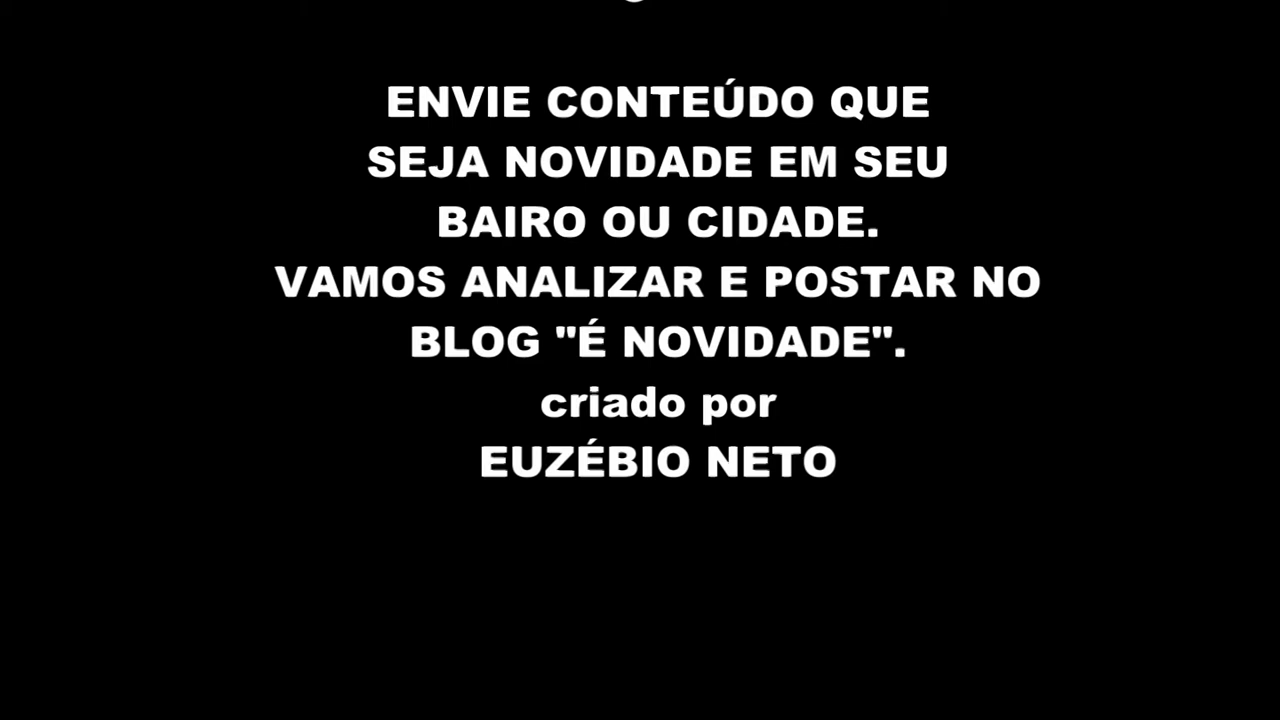 ENVIE CONTEÚDO QUE
SEJA NOVIDADE EM SEU
BAIRO OU CIDADE.
VAMOS ANALIZAR E POSTAR NO
BLOG "É NOVIDADE".
criado por
EUZÉBIO NETO